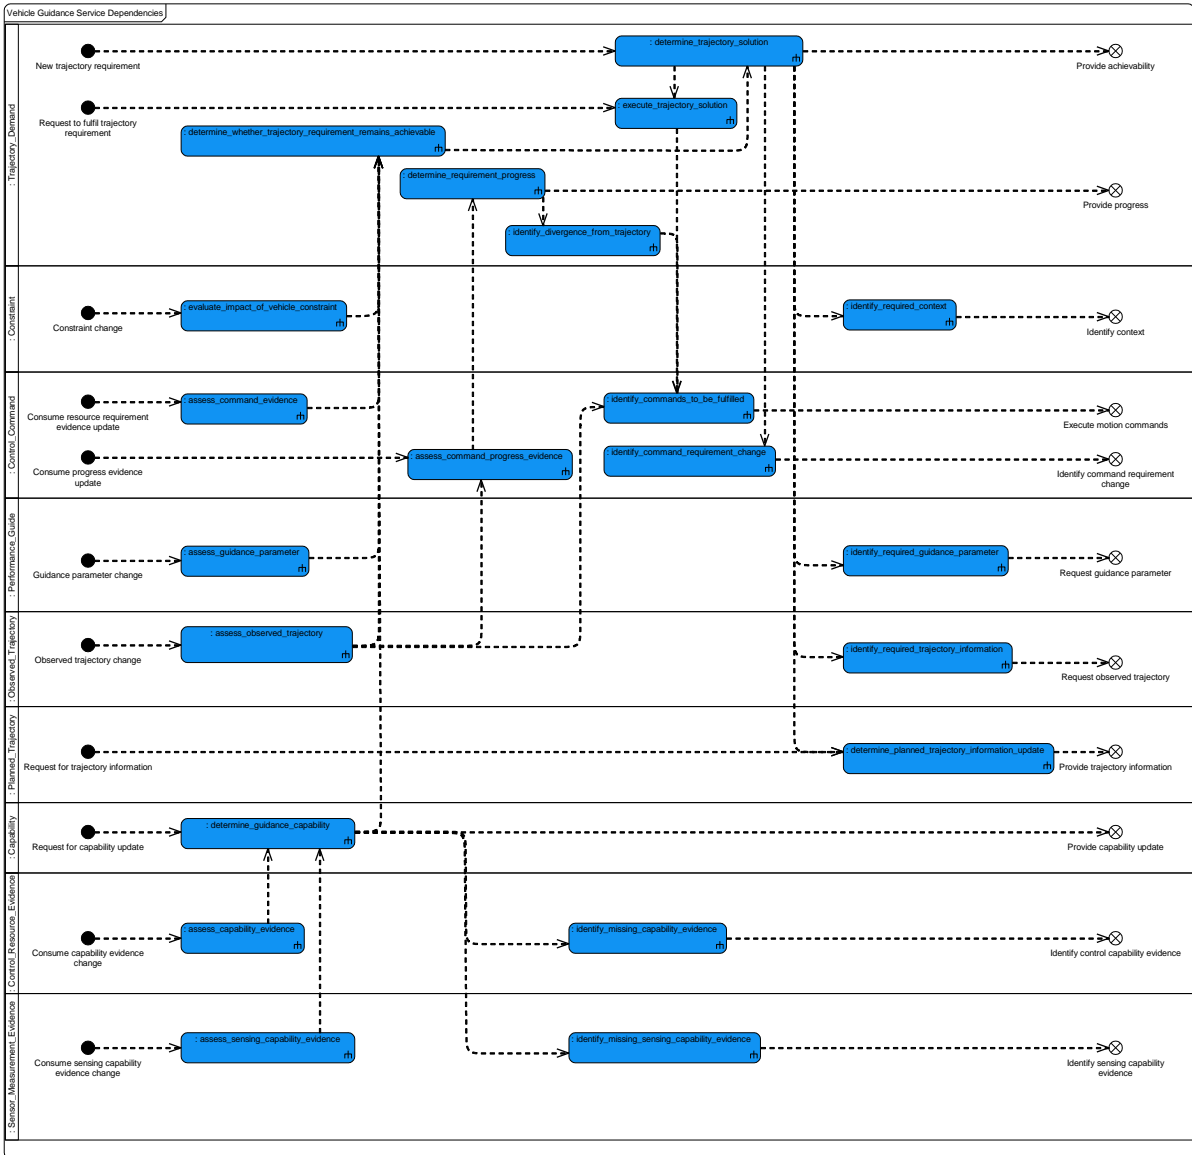 Vehicle Guidance Service Dependencies
: Trajectory_Demand
New trajectory requirement
: determine_trajectory_solution
Provide achievability
Request to fulfil trajectory
requirement
: execute_trajectory_solution
: determine_whether_trajectory_requirement_remains_achievable
: determine_requirement_progress
Provide progress
: identify_divergence_from_trajectory
: Constraint
Constraint change
: evaluate_impact_of_vehicle_constraint
: identify_required_context
Identify context
: Control_Command
Consume resource requirement
evidence update
: assess_command_evidence
: identify_commands_to_be_fulfilled
Execute motion commands
Consume progress evidence
update
: assess_command_progress_evidence
: identify_command_requirement_change
Identify command requirement
change
: Performance_Guide
Guidance parameter change
: assess_guidance_parameter
: identify_required_guidance_parameter
Request guidance parameter
: Observed_Trajectory
Observed trajectory change
: assess_observed_trajectory
: identify_required_trajectory_information
Request observed trajectory
: Planned_Trajectory
Request for trajectory information
: determine_planned_trajectory_information_update
Provide trajectory information
: Capability
Request for capability update
: determine_guidance_capability
Provide capability update
: Control_Resource_Evidence
Consume capability evidence
change
: assess_capability_evidence
: identify_missing_capability_evidence
Identify control capability evidence
: Sensor_Measurement_Evidence
Consume sensing capability
evidence change
: assess_sensing_capability_evidence
: identify_missing_sensing_capability_evidence
Identify sensing capability
evidence